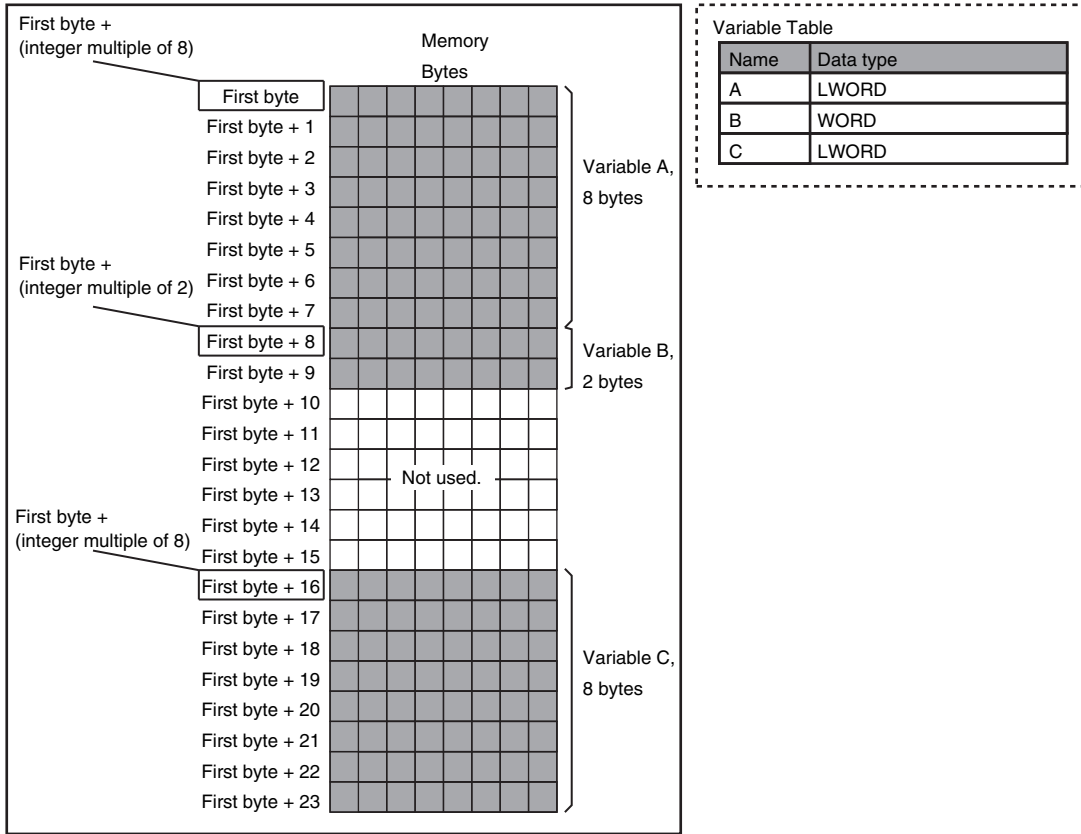 First byte +
(integer multiple of 8)
Memory
Bytes
First byte
First byte + 1
First byte + 2
First byte + 3
First byte + 4
First byte + 5
First byte + 6
First byte + 7
First byte +
(integer multiple of 2)
First byte + 8
First byte + 9
First byte + 10
First byte + 11
First byte + 12
First byte + 13
First byte + 14
First byte + 15
First byte +
(integer multiple of 8)
First byte + 16
First byte + 17
First byte + 18
First byte + 19
First byte + 20
First byte + 21
First byte + 22
First byte + 23
Variable A,
8 bytes
Variable B,
2 bytes
Not used.
Variable C,
8 bytes
Variable Table
Name Data type
A LWORD
B WORD
C LWORD